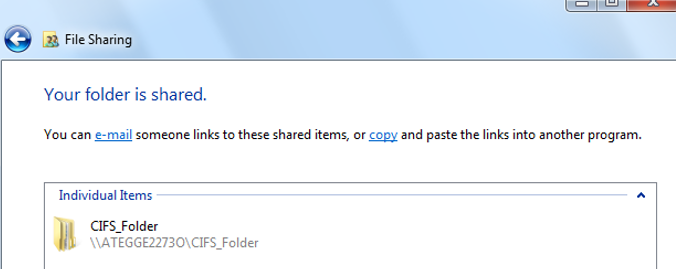 File Sharing
Your folder is shared.
You can e-mail someone links to these shared items, or copy and paste the links into another program.
Individual Items
CIFS_Folder
\\ATEGGE2273O\CIFS_Folder